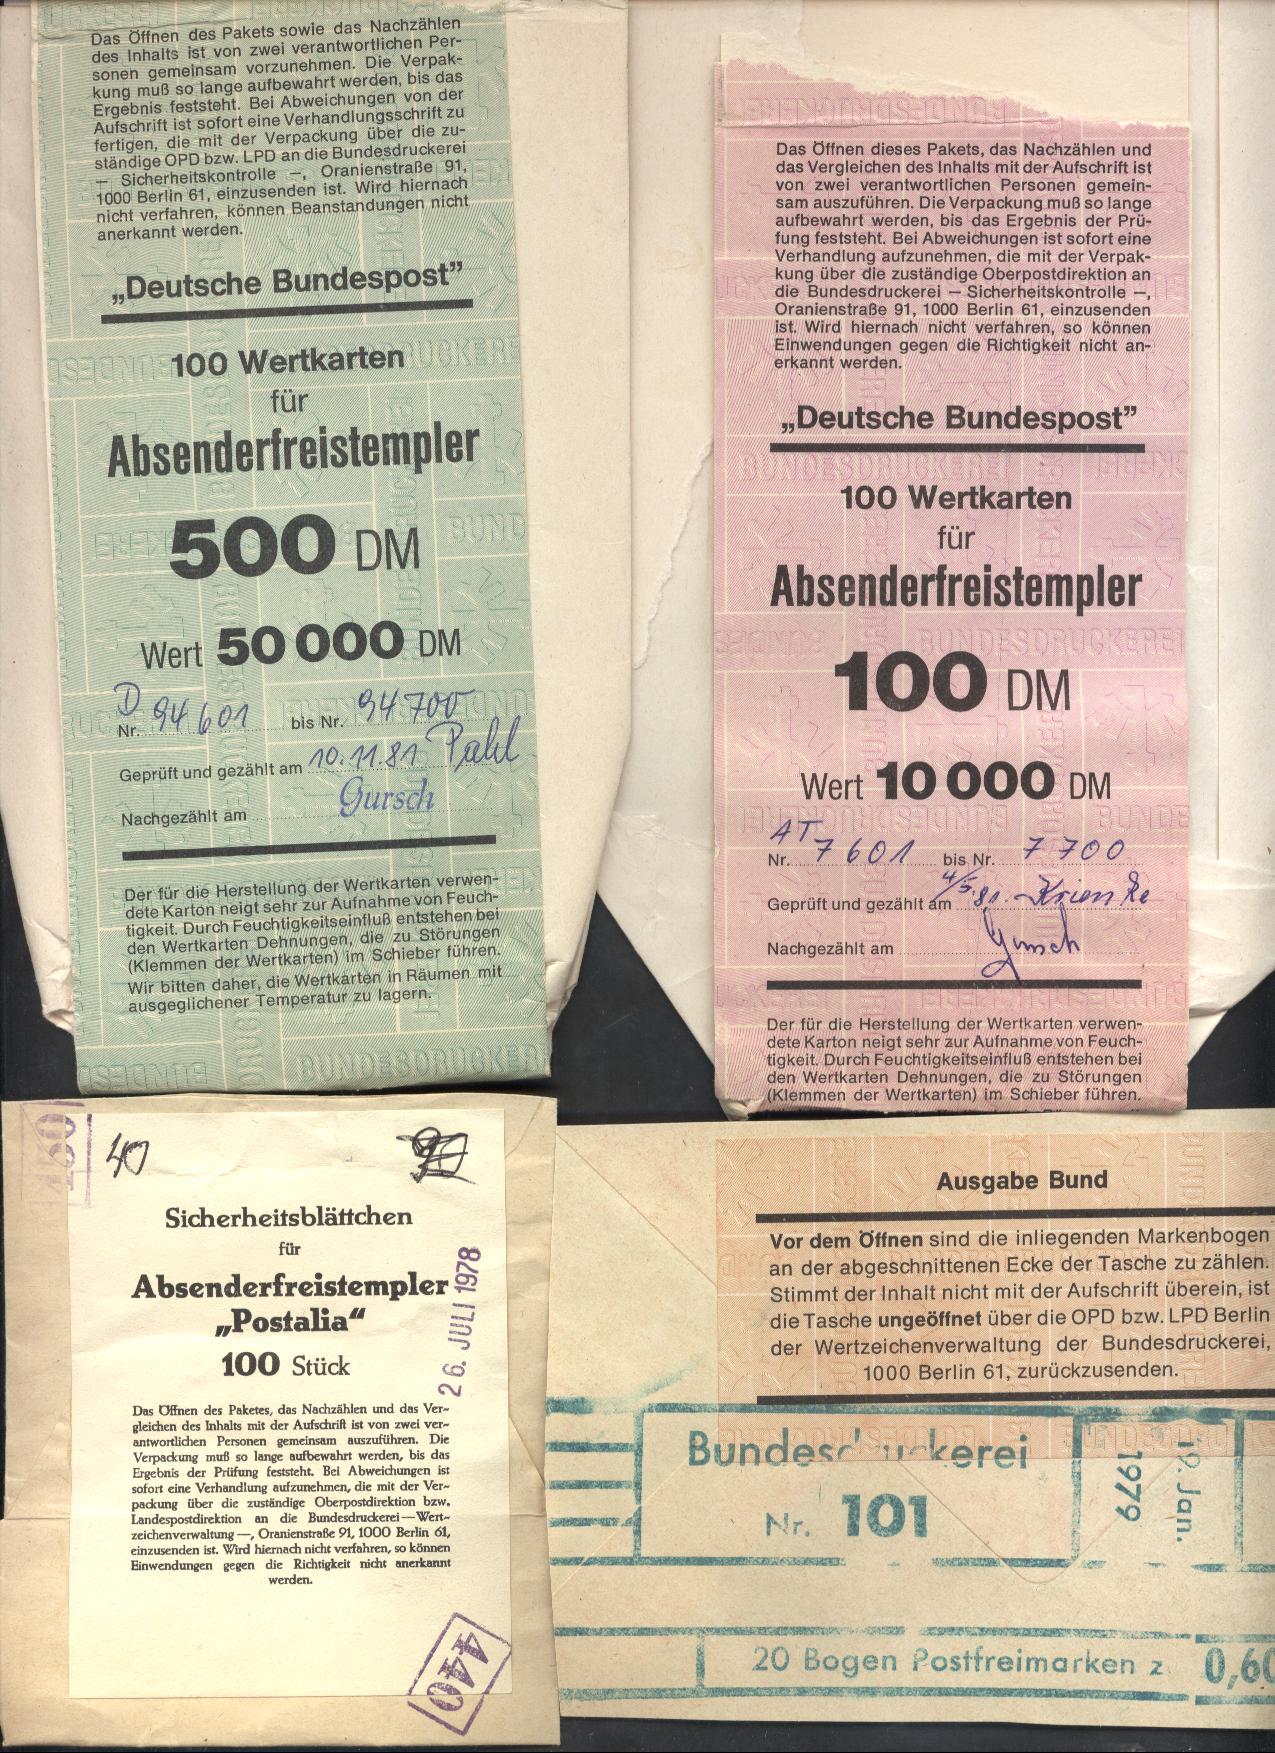 Das Öffnen des Pakets sowie das Nachzählen
des Inhalts ist von zwei verantwortlichen Per-
sonen gemeinsam vorzunehmen. Die Verpak-
kung muß so lange aufbewahrt werden, bis das
Ergebnis feststeht. Bei Abweichungen von der
Aufschrift ist sofort eine Verhandlungsschrift zu
fertigen, die mit der Verpackung über die zu-
ständige OPD bzw. LPD an die Bundesdruckerei
— Sicherheitskontrolle —, Oranienstraße 91,
1000 Berlin 61, einzusenden ist. Wird hiernach
nicht verfahren, können Beanstandungen nicht
anerkannt werden.
„Deutsche Bundespost”
100 Wertkarten
für
Absenderfreistempler
500 DM
Wert 50 000 DM
D
Nr. 94 601 bis Nr. 94 700
Geprüft und gezählt am 10.11.81 Pahl
Nachgezählt am Gursch
Der für die Herstellung der Wertkarten verwen-
dete Karton neigt sehr zur Aufnahme von Feuch-
tigkeit. Durch Feuchtigkeitseinfluß entstehen bei
den Wertkarten Dehnungen, die zu Störungen
(Klemmen der Wertkarten) im Schieber führen.
Wir bitten daher, die Wertkarten in Räumen mit
ausgeglichener Temperatur zu lagern.
BUNDESDRUCKEREI
Das Öffnen dieses Pakets, das Nachzählen und
das Vergleichen des Inhalts mit der Aufschrift ist
von zwei verantwortlichen Personen gemein-
sam auszuführen. Die Verpackung muß so lange
aufbewahrt werden, bis das Ergebnis der Prü-
fung feststeht. Bei Abweichungen ist sofort eine
Verhandlung aufzunehmen, die mit der Verpak-
kung über die zuständige Oberpostdirektion an
die Bundesdruckerei — Sicherheitskontrolle —,
Oranienstraße 91, 1000 Berlin 61, einzusenden
ist. Wird hiernach nicht verfahren, so können
Einwendungen gegen die Richtigkeit nicht an-
erkannt werden.
„Deutsche Bundespost”
100 Wertkarten
für
Absenderfreistempler
100 DM
Wert 10 000 DM
AT
Nr. 7 601 bis Nr. 7 700
Geprüft und gezählt am 4/5.81. Krienke
Nachgezählt am Gursch
Der für die Herstellung der Wertkarten verwen-
dete Karton neigt sehr zur Aufnahme von Feuch-
tigkeit. Durch Feuchtigkeitseinfluß entstehen bei
den Wertkarten Dehnungen, die zu Störungen
(Klemmen der Wertkarten) im Schieber führen.
40
Sicherheitsblättchen
für
Absenderfreistempler
„Postalia“
100 Stück
26. JULI 1978
Das Öffnen des Paketes, das Nachzählen und das Ver-
gleichen des Inhalts mit der Aufschrift ist von zwei ver-
antwortlichen Personen gemeinsam auszuführen. Die
Verpackung muß so lange aufbewahrt werden, bis das
Ergebnis der Prüfung feststeht. Bei Abweichungen ist
sofort eine Verhandlung aufzunehmen, die mit der Ver-
packung über die zuständige Oberpostdirektion bzw.
Landespostdirektion an die Bundesdruckerei — Wert-
zeichenverwaltung —, Oranienstraße 91, 1000 Berlin 61,
einzusenden ist. Wird hiernach nicht verfahren, so können
Einwendungen gegen die Richtigkeit nicht anerkannt
werden.
440
Ausgabe Bund
Vor dem Öffnen sind die inliegenden Markenbogen
an der abgeschnittenen Ecke der Tasche zu zählen.
Stimmt der Inhalt nicht mit der Aufschrift überein, ist
die Tasche ungeöffnet über die OPD bzw. LPD Berlin
der Wertzeichenverwaltung der Bundesdruckerei,
1000 Berlin 61, zurückzusenden.
Bundesdruckerei
Nr. 101
19. Jan.
1979
20 Bogen Postfreimarken z 0,60